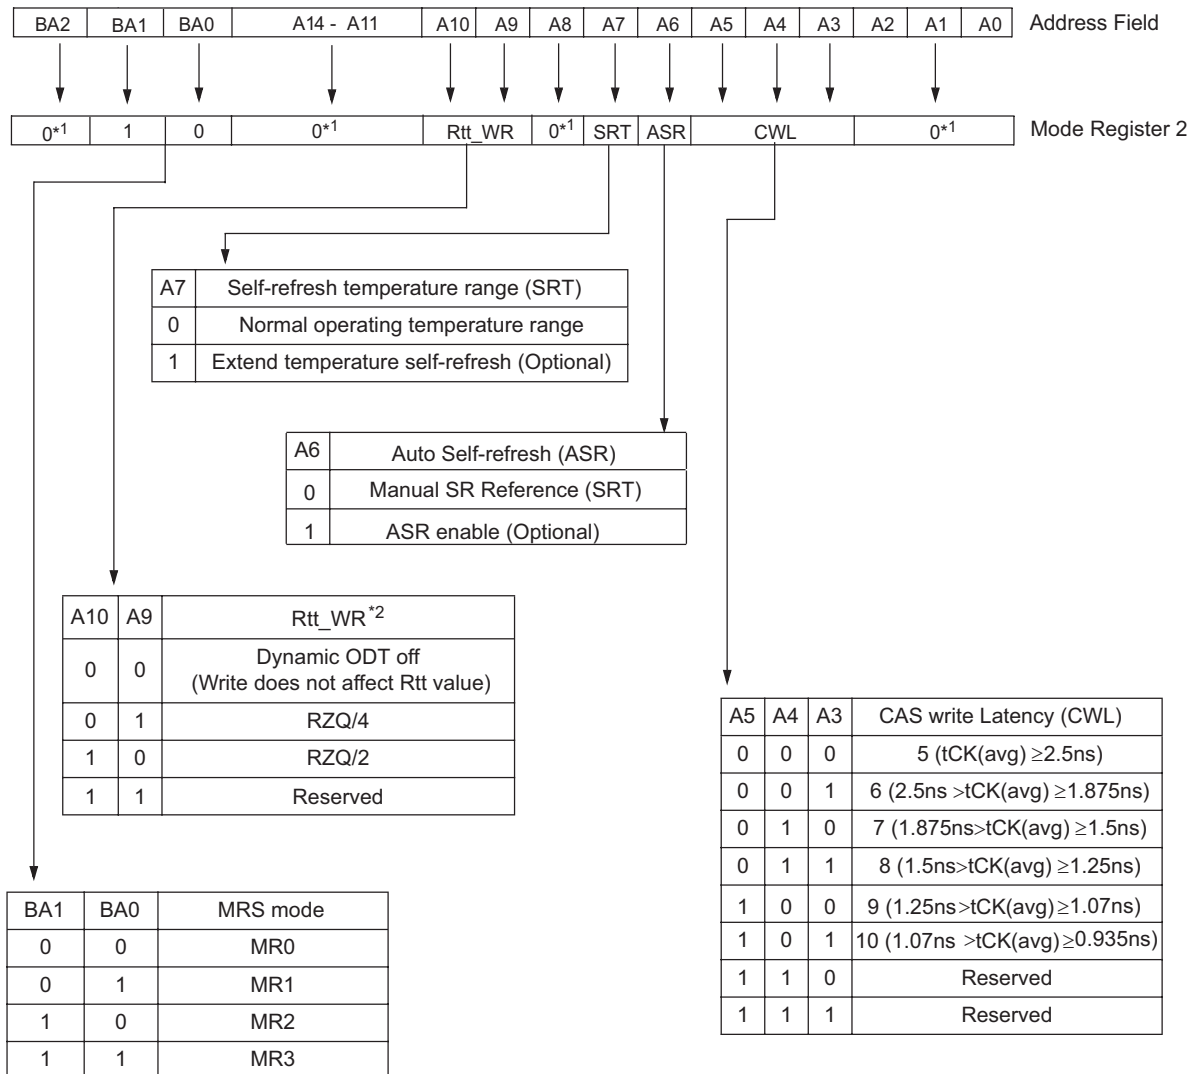 BA2 BA1 BA0 A14 - A11 A10 A9 A8 A7 A6 A5 A4 A3 A2 A1 A0 Address Field
0*1 1 0 0*1 Rtt_WR 0*1 SRT ASR CWL 0*1 Mode Register 2
A7 Self-refresh temperature range (SRT)
0 Normal operating temperature range
1 Extend temperature self-refresh (Optional)
A6 Auto Self-refresh (ASR)
0 Manual SR Reference (SRT)
1 ASR enable (Optional)
A10 A9 Rtt_WR*2
0 0 Dynamic ODT off
(Write does not affect Rtt value)
0 1 RZQ/4
1 0 RZQ/2
1 1 Reserved
A5 A4 A3 CAS write Latency (CWL)
0 0 0 5 (tCK(avg) ≥2.5ns)
0 0 1 6 (2.5ns >tCK(avg) ≥1.875ns)
0 1 0 7 (1.875ns>tCK(avg) ≥1.5ns)
0 1 1 8 (1.5ns>tCK(avg) ≥1.25ns)
1 0 0 9 (1.25ns>tCK(avg) ≥1.07ns)
1 0 1 10 (1.07ns >tCK(avg) ≥0.935ns)
1 1 0 Reserved
1 1 1 Reserved
BA1 BA0 MRS mode
0 0 MR0
0 1 MR1
1 0 MR2
1 1 MR3